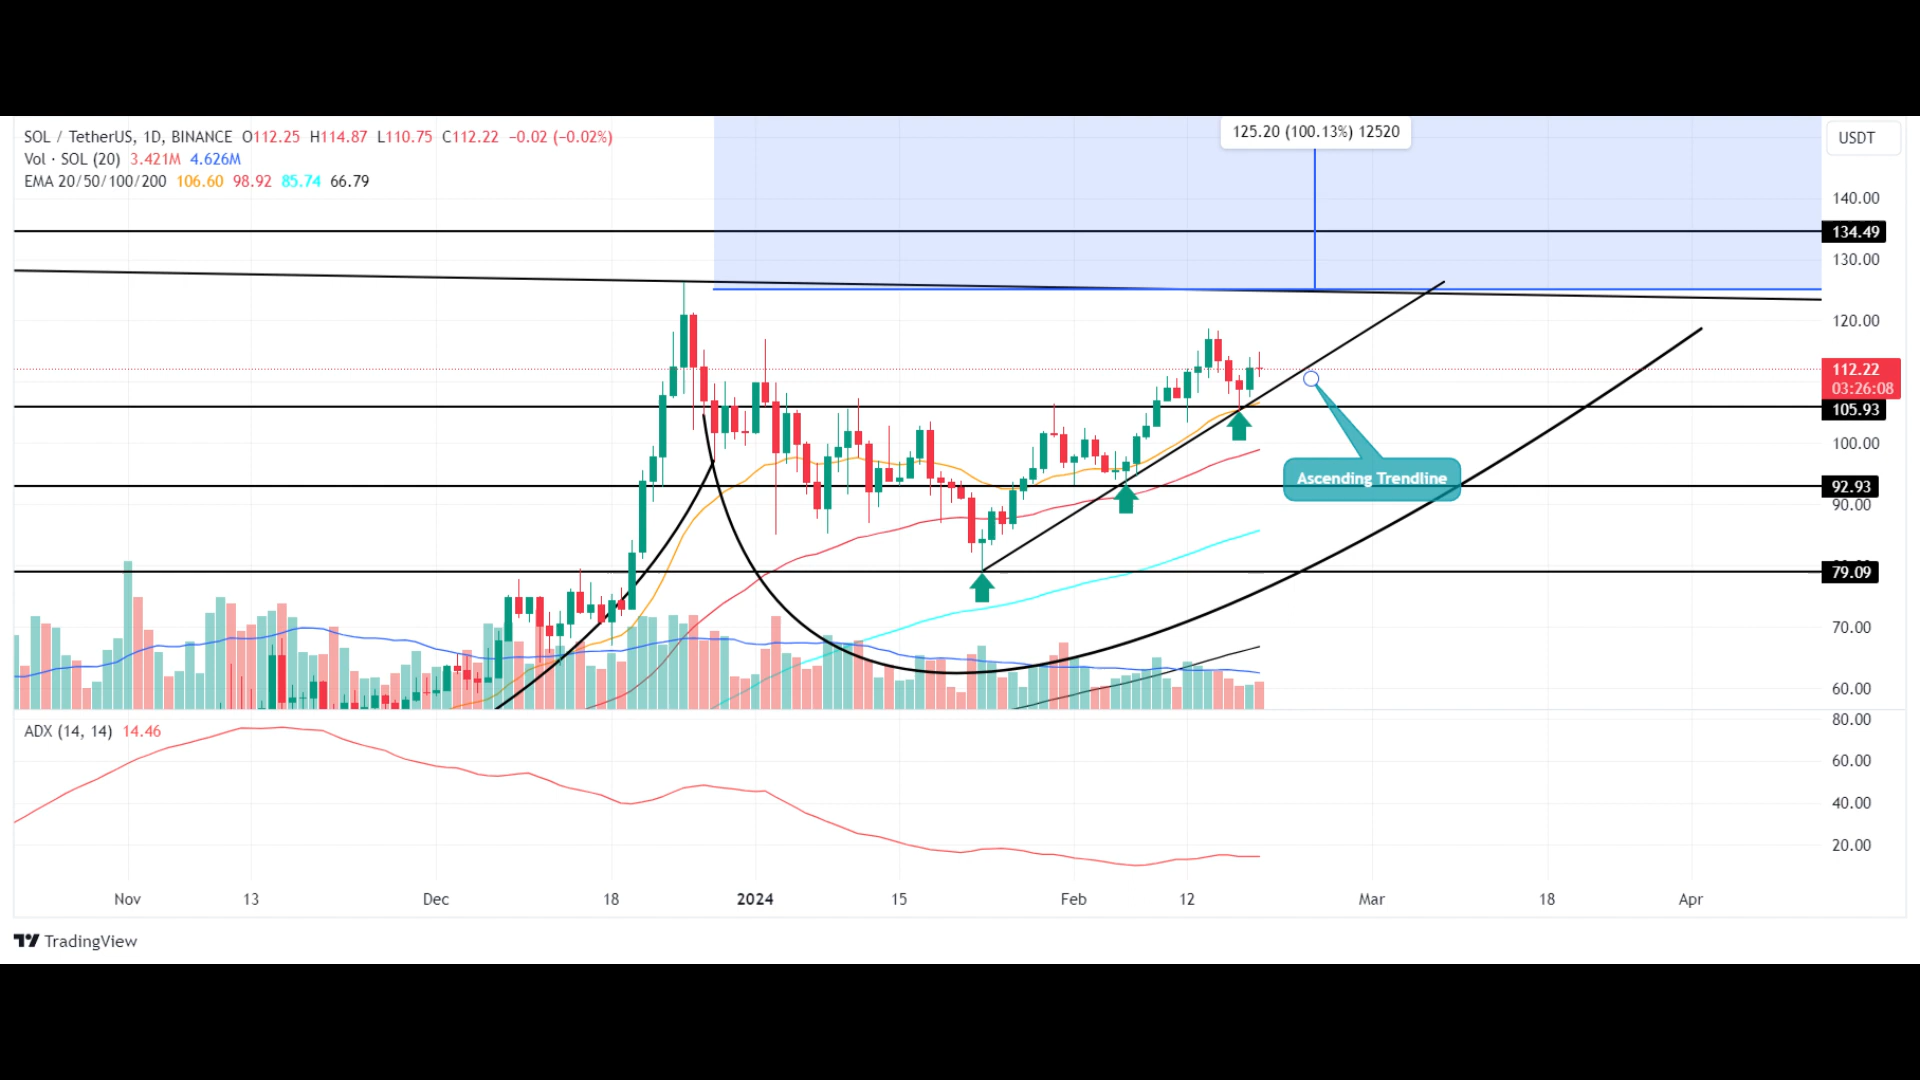 125.20 (100.13%) 12520
SOL / TetherUS, 1D, BINANCE O112.25 H114.87 L110.75 C112.22 −0.02 (−0.02%)
USDT
Vol · SOL (20) 3.421M 4.626M
EMA 20/50/100/200 106.60 98.92 85.74 66.79
140.00
134.49
130.00
120.00
112.22
03:26:08
105.93
100.00
Ascending Trendline
92.93
90.00
79.09
70.00
60.00
80.00
ADX (14, 14) 14.46
60.00
40.00
20.00
Nov 13 Dec 18 2024 15 Feb 12 Mar 18 Apr
TradingView